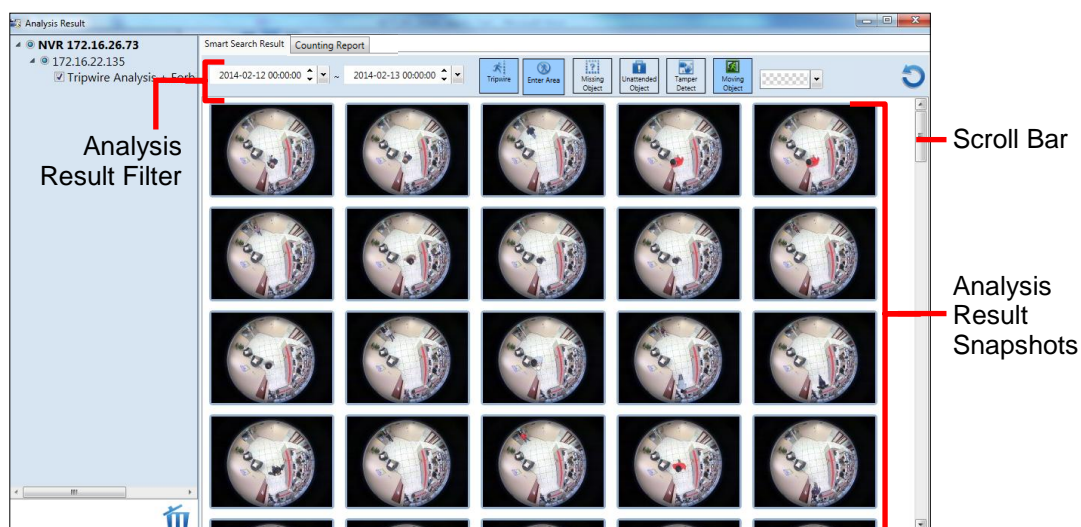 Analysis Result
NVR 172.16.26.73
172.16.22.135
Tripwire Analysis + Forb
Smart Search Result
Counting Report
2014-02-12 00:00:00 ~ 2014-02-13 00:00:00
Tripwire
Enter Area
Missing
Object
Unattended
Object
Tamper
Detect
Moving
Object
Analysis
Result Filter
Scroll Bar
Analysis
Result
Snapshots